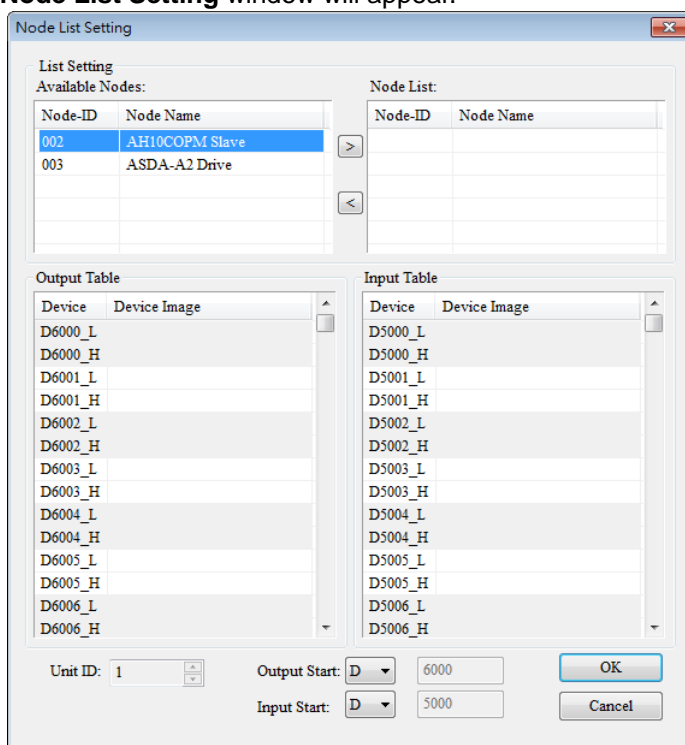 Node List Setting window will appear.
Node List Setting
List Setting
Available Nodes: Node List:
Node-ID Node Name Node-ID Node Name
002 AH10COPM Slave
003 ASDA-A2 Drive
>
<
Output Table Input Table
Device Device Image Device Device Image
D6000_L D5000_L
D6000_H D5000_H
D6001_L D5001_L
D6001_H D5001_H
D6002_L D5002_L
D6002_H D5002_H
D6003_L D5003_L
D6003_H D5003_H
D6004_L D5004_L
D6004_H D5004_H
D6005_L D5005_L
D6005_H D5005_H
D6006_L D5006_L
D6006_H D5006_H
Unit ID: 1 Output Start: D 6000 OK
Input Start: D 5000 Cancel